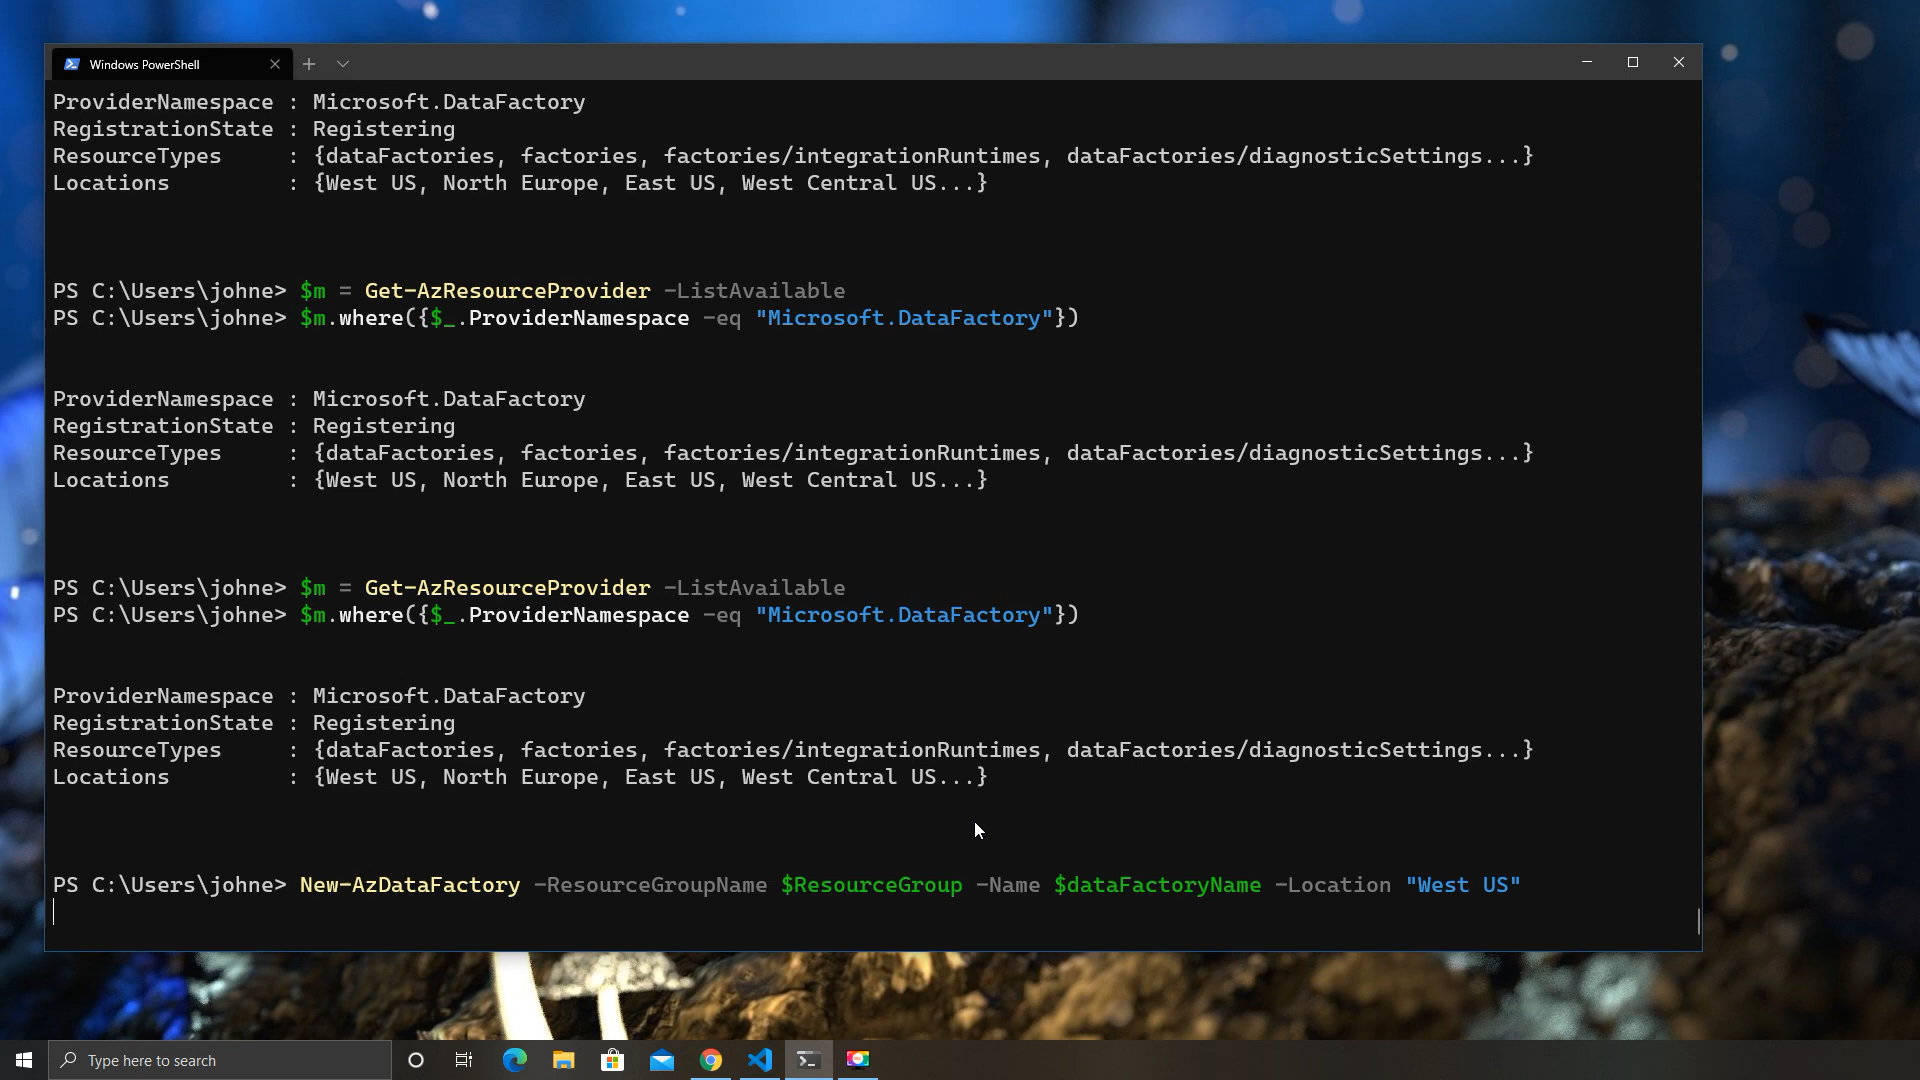 Windows PowerShell
ProviderNamespace : Microsoft.DataFactory
RegistrationState : Registering
ResourceTypes     : {dataFactories, factories, factories/integrationRuntimes, dataFactories/diagnosticSettings...}
Locations         : {West US, North Europe, East US, West Central US...}
PS C:\Users\johne> $m = Get-AzResourceProvider -ListAvailable
PS C:\Users\johne> $m.where({$_.ProviderNamespace -eq "Microsoft.DataFactory"})
ProviderNamespace : Microsoft.DataFactory
RegistrationState : Registering
ResourceTypes     : {dataFactories, factories, factories/integrationRuntimes, dataFactories/diagnosticSettings...}
Locations         : {West US, North Europe, East US, West Central US...}
PS C:\Users\johne> $m = Get-AzResourceProvider -ListAvailable
PS C:\Users\johne> $m.where({$_.ProviderNamespace -eq "Microsoft.DataFactory"})
ProviderNamespace : Microsoft.DataFactory
RegistrationState : Registering
ResourceTypes     : {dataFactories, factories, factories/integrationRuntimes, dataFactories/diagnosticSettings...}
Locations         : {West US, North Europe, East US, West Central US...}
PS C:\Users\johne> New-AzDataFactory -ResourceGroupName $ResourceGroup -Name $dataFactoryName -Location "West US"
Type here to search